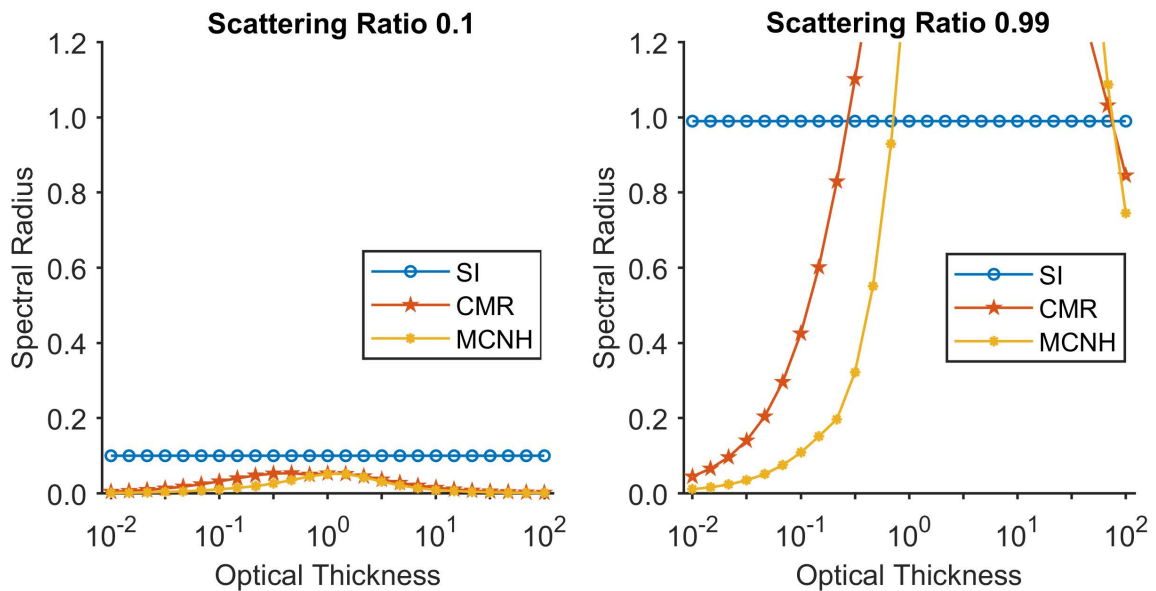 Scattering Ratio 0.1
1.2
1.0
0.8
0.6
0.4
0.2
0.0
Spectral Radius
SI
CMR
MCNH
10^-2
10^-1
10^0
10^1
10^2
Optical Thickness
Scattering Ratio 0.99
1.2
1.0
0.8
0.6
0.4
0.2
0.0
Spectral Radius
SI
CMR
MCNH
10^-2
10^-1
10^0
10^1
10^2
Optical Thickness